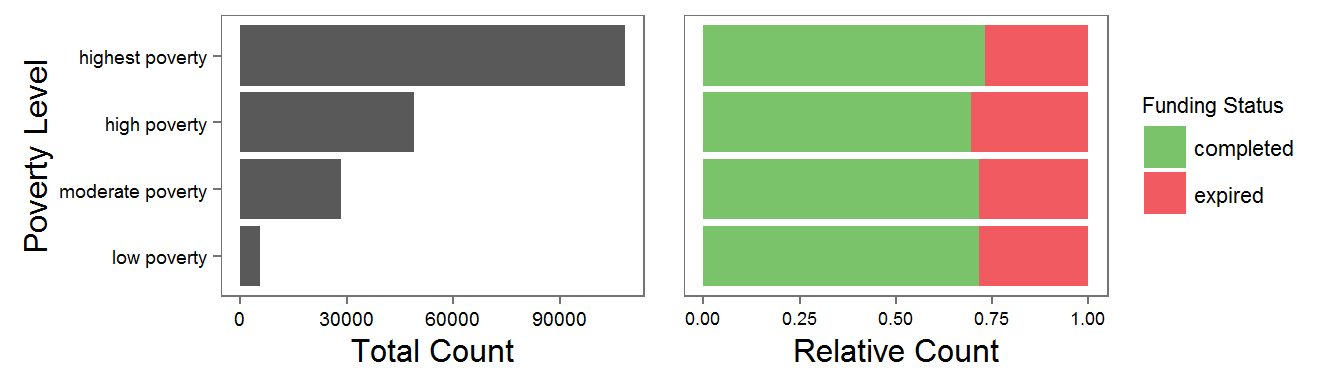 Poverty Level
highest poverty
high poverty
moderate poverty
low poverty
0 30000 60000 90000
Total Count
0.00 0.25 0.50 0.75 1.00
Relative Count
Funding Status
completed
expired